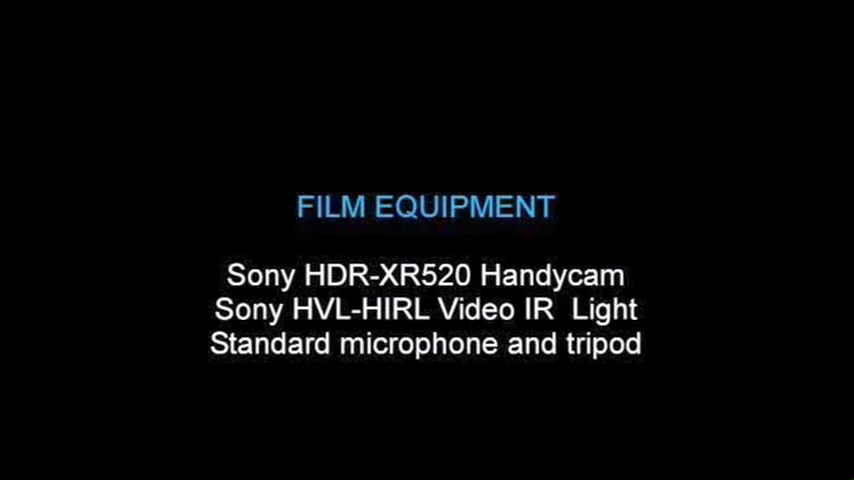 FILM EQUIPMENT
Sony HDR-XR520 Handycam
Sony HVL-HIRL Video IR  Light
Standard microphone and tripod